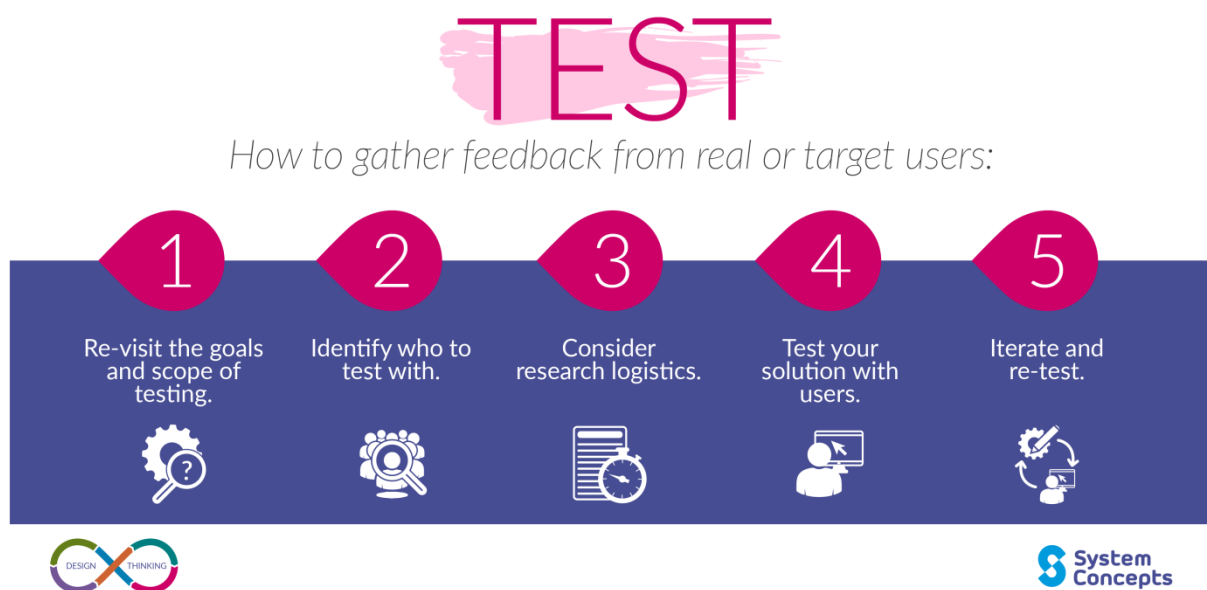 TEST
How to gather feedback from real or target users:
1
Re-visit the goals
and scope of
testing.
?
2
Identify who to
test with.
3
Consider
research logistics.
4
Test your
solution with
users.
5
Iterate and
re-test.
DESIGN THINKING
System
Concepts